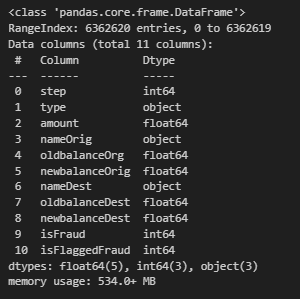 <class 'pandas.core.frame.DataFrame'>
RangeIndex: 6362620 entries, 0 to 6362619
Data columns (total 11 columns):
 #   Column          Dtype
---  ------          -----
 0   step            int64
 1   type            object
 2   amount          float64
 3   nameOrig        object
 4   oldbalanceOrg   float64
 5   newbalanceOrig  float64
 6   nameDest        object
 7   oldbalanceDest  float64
 8   newbalanceDest  float64
 9   isFraud         int64
 10  isFlaggedFraud  int64
dtypes: float64(5), int64(3), object(3)
memory usage: 534.0+ MB